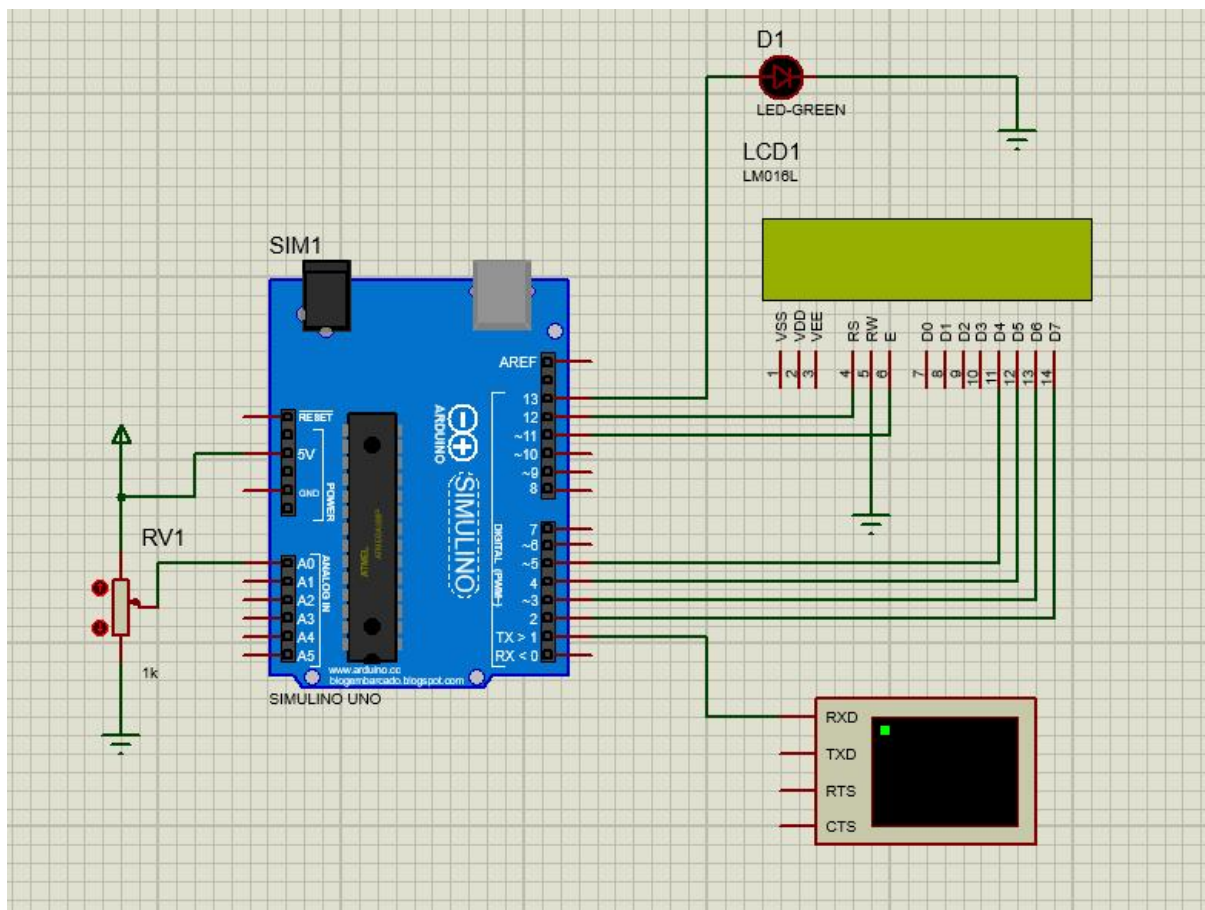 D1
LED-GREEN
LCD1
LM016L
VSS
VDD
VEE
RS
RW
E
D0
D1
D2
D3
D4
D5
D6
D7
1
2
3
4
5
6
7
8
9
10
11
12
13
14
SIM1
AREF
13
12
~11
~10
~9
8
7
~6
~5
4
~3
2
TX > 1
RX < 0
RESET
5V
GND
POWER
A0
A1
A2
A3
A4
A5
ANALOG IN
ARDUINO
SIMULINO
DIGITAL (PWM~)
ATMEL
www.arduino.cc
blogembarcado.blogspot.com
SIMULINO UNO
RV1
1k
RXD
TXD
RTS
CTS